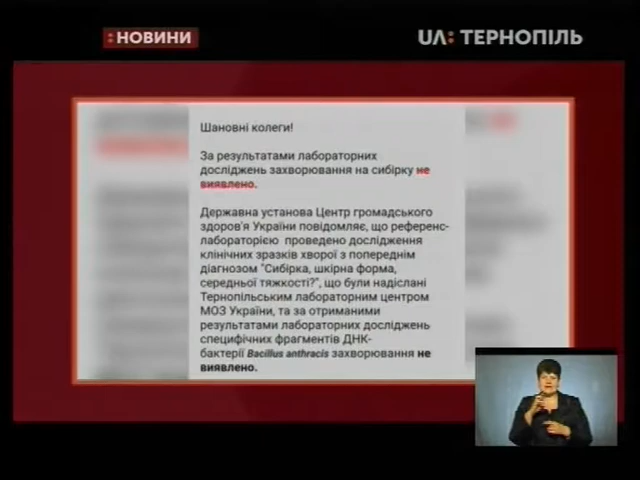 :НОВИНИ
UA: ТЕРНОПІЛЬ
Шановні колеги!
За результатами лабораторних
досліджень захворювання на сибірку не
виявлено.
Державна установа Центр громадського
здоров'я України повідомляє, що референс-
лабораторією проведено дослідження
клінічних зразків хворої з попереднім
діагнозом "Сибірка, шкірна форма,
середньої тяжкості?", що були надіслані
Тернопільським лабораторним центром
МОЗ України, та за отриманими
результатами лабораторних досліджень
специфічних фрагментів ДНК-
бактерії Bacillus anthracis захворювання не
виявлено.